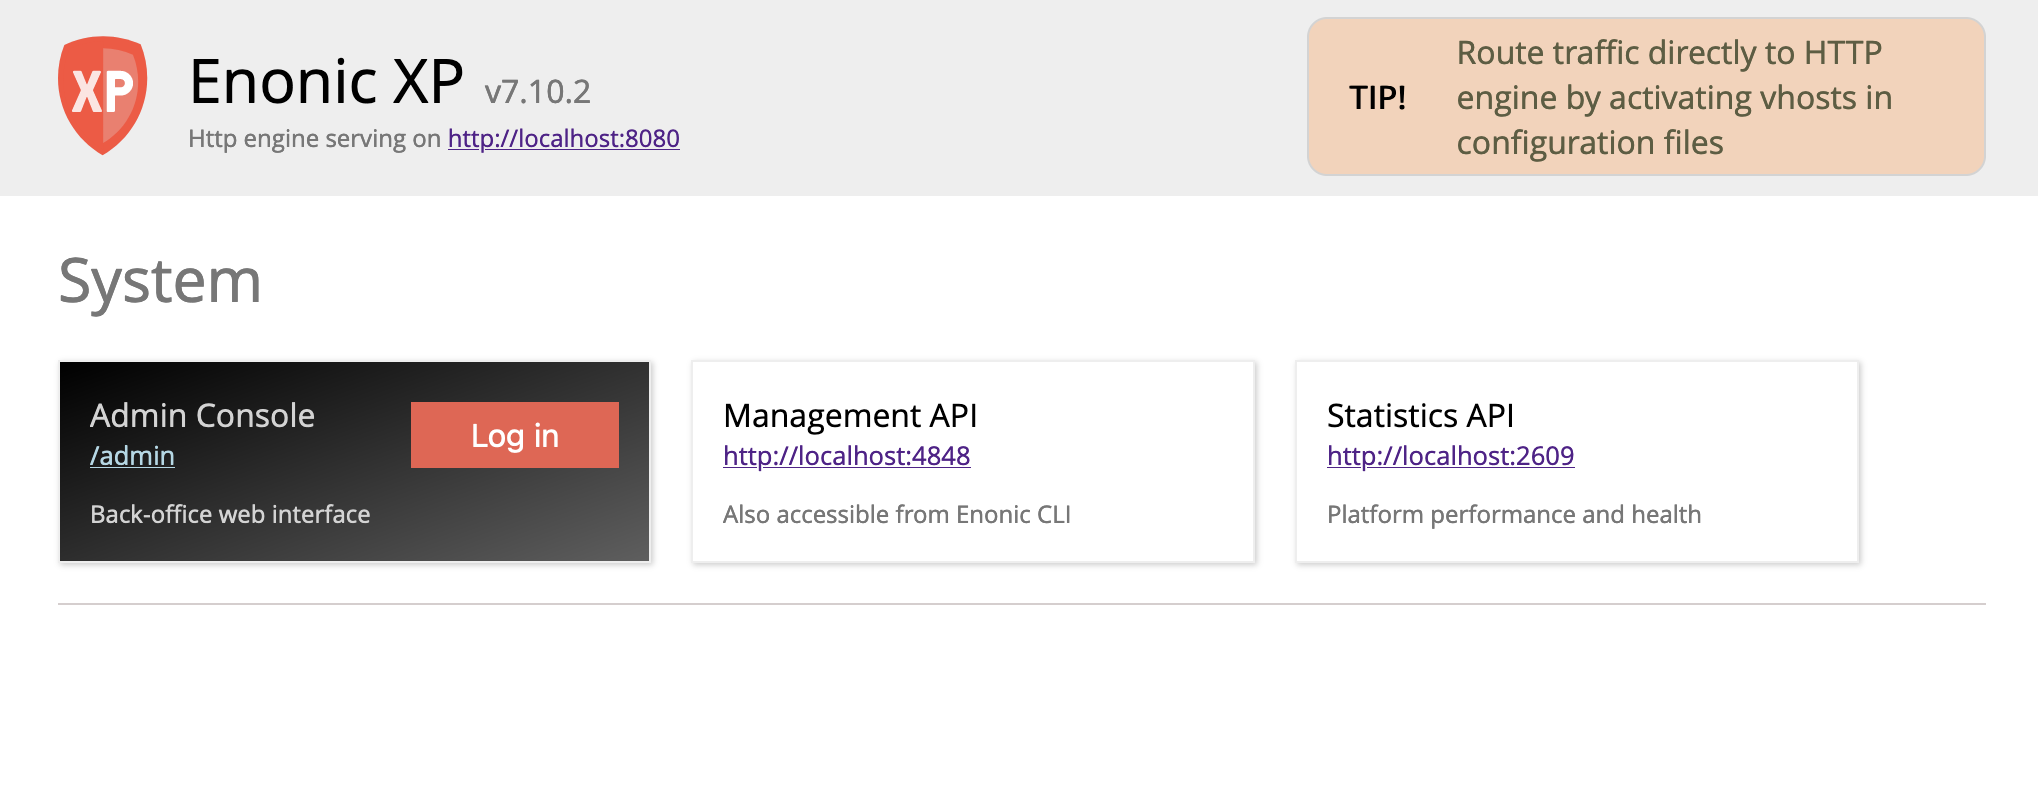 XP
Enonic XP v7.10.2
Http engine serving on http://localhost:8080
TIP!
Route traffic directly to HTTP
engine by activating vhosts in
configuration files
System
Admin Console
/admin
Log in
Back-office web interface
Management API
http://localhost:4848
Also accessible from Enonic CLI
Statistics API
http://localhost:2609
Platform performance and health